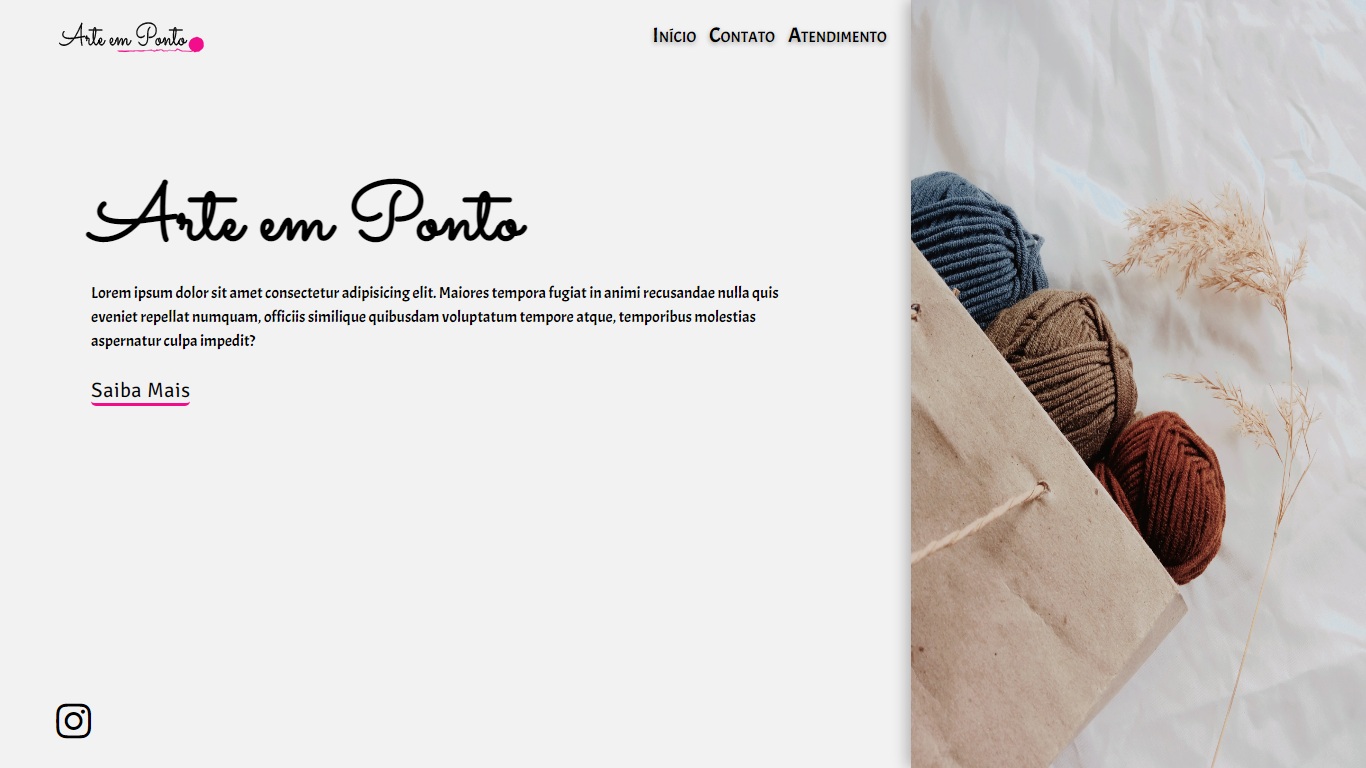 Arte em Ponto
Início Contato Atendimento
Arte em Ponto
Lorem ipsum dolor sit amet consectetur adipisicing elit. Maiores tempora fugiat in animi recusandae nulla quis
eveniet repellat numquam, officiis similique quibusdam voluptatum tempore atque, temporibus molestias
aspernatur culpa impedit?
Saiba Mais